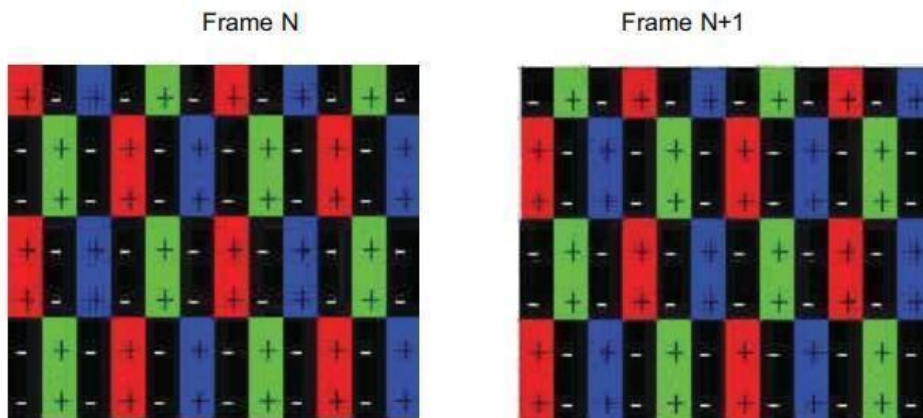 Frame N
+ - + - + - + - + - + -
- + - + - + - + - + - +
- + - + - + - + - + - +
+ - + - + - + - + - + -
+ - + - + - + - + - + -
- + - + - + - + - + - +
- + - + - + - + - + - +
Frame N+1
- + - + - + - + - + - +
+ - + - + - + - + - + -
+ - + - + - + - + - + -
- + - + - + - + - + - +
- + - + - + - + - + - +
+ - + - + - + - + - + -
+ - + - + - + - + - + -